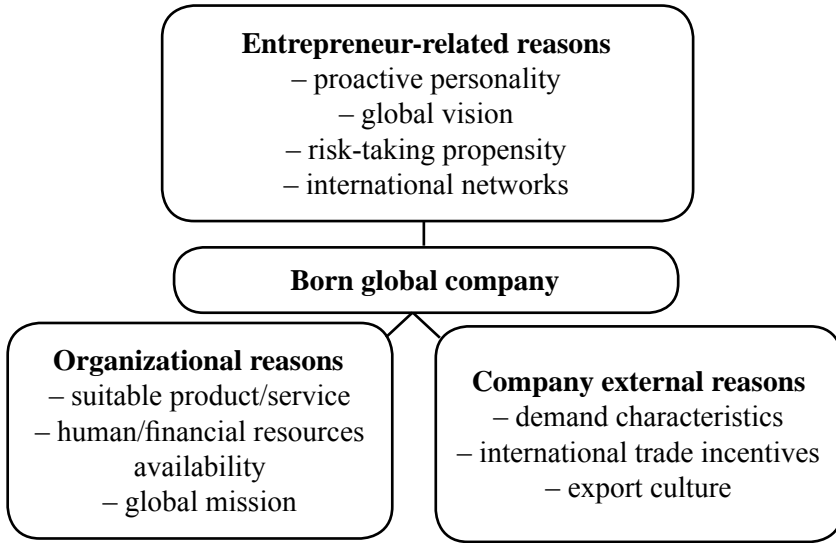 Entrepreneur-related reasons
– proactive personality
– global vision
– risk-taking propensity
– international networks
Born global company
Organizational reasons
– suitable product/service
– human/financial resources
availability
– global mission
Company external reasons
– demand characteristics
– international trade incentives
– export culture